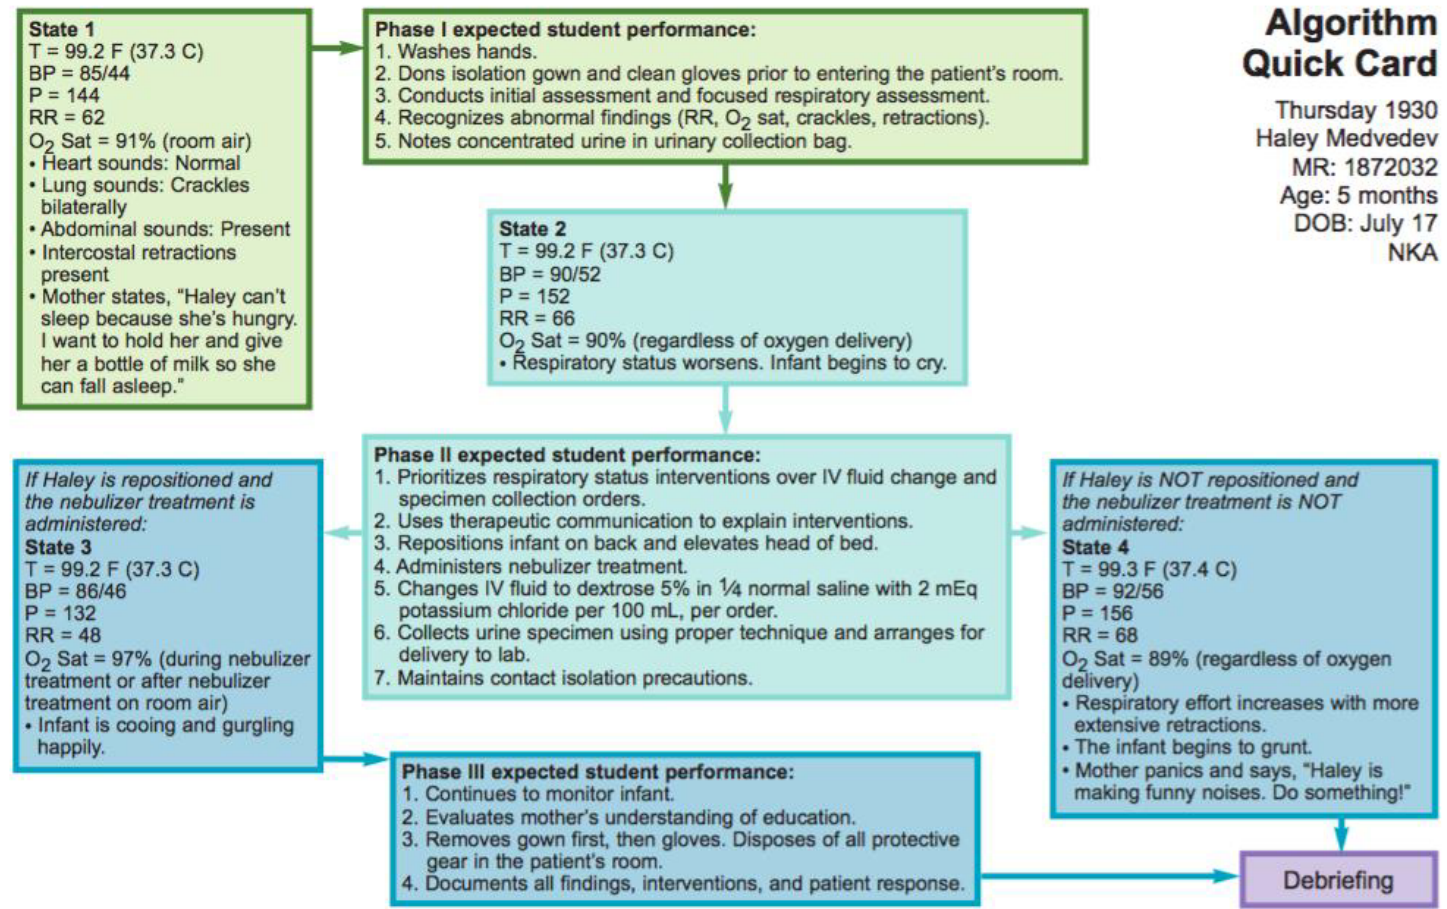 Algorithm
Quick Card
Thursday 1930
Haley Medvedev
MR: 1872032
Age: 5 months
DOB: July 17
NKA
State 1
T = 99.2 F (37.3 C)
BP = 85/44
P = 144
RR = 62
O₂ Sat = 91% (room air)
• Heart sounds: Normal
• Lung sounds: Crackles
bilaterally
• Abdominal sounds: Present
• Intercostal retractions
present
• Mother states, “Haley can’t
sleep because she’s hungry.
I want to hold her and give
her a bottle of milk so she
can fall asleep.”
Phase I expected student performance:
1. Washes hands.
2. Dons isolation gown and clean gloves prior to entering the patient’s room.
3. Conducts initial assessment and focused respiratory assessment.
4. Recognizes abnormal findings (RR, O₂ sat, crackles, retractions).
5. Notes concentrated urine in urinary collection bag.
State 2
T = 99.2 F (37.3 C)
BP = 90/52
P = 152
RR = 66
O₂ Sat = 90% (regardless of oxygen delivery)
• Respiratory status worsens. Infant begins to cry.
Phase II expected student performance:
1. Prioritizes respiratory status interventions over IV fluid change and
specimen collection orders.
2. Uses therapeutic communication to explain interventions.
3. Repositions infant on back and elevates head of bed.
4. Administers nebulizer treatment.
5. Changes IV fluid to dextrose 5% in ¼ normal saline with 2 mEq
potassium chloride per 100 mL, per order.
6. Collects urine specimen using proper technique and arranges for
delivery to lab.
7. Maintains contact isolation precautions.
If Haley is repositioned and
the nebulizer treatment is
administered:
State 3
T = 99.2 F (37.3 C)
BP = 86/46
P = 132
RR = 48
O₂ Sat = 97% (during nebulizer
treatment or after nebulizer
treatment on room air)
• Infant is cooing and gurgling
happily.
If Haley is NOT repositioned and
the nebulizer treatment is NOT
administered:
State 4
T = 99.3 F (37.4 C)
BP = 92/56
P = 156
RR = 68
O₂ Sat = 89% (regardless of oxygen
delivery)
• Respiratory effort increases with more
extensive retractions.
• The infant begins to grunt.
• Mother panics and says, “Haley is
making funny noises. Do something!”
Phase III expected student performance:
1. Continues to monitor infant.
2. Evaluates mother’s understanding of education.
3. Removes gown first, then gloves. Disposes of all protective
gear in the patient’s room.
4. Documents all findings, interventions, and patient response.
Debriefing